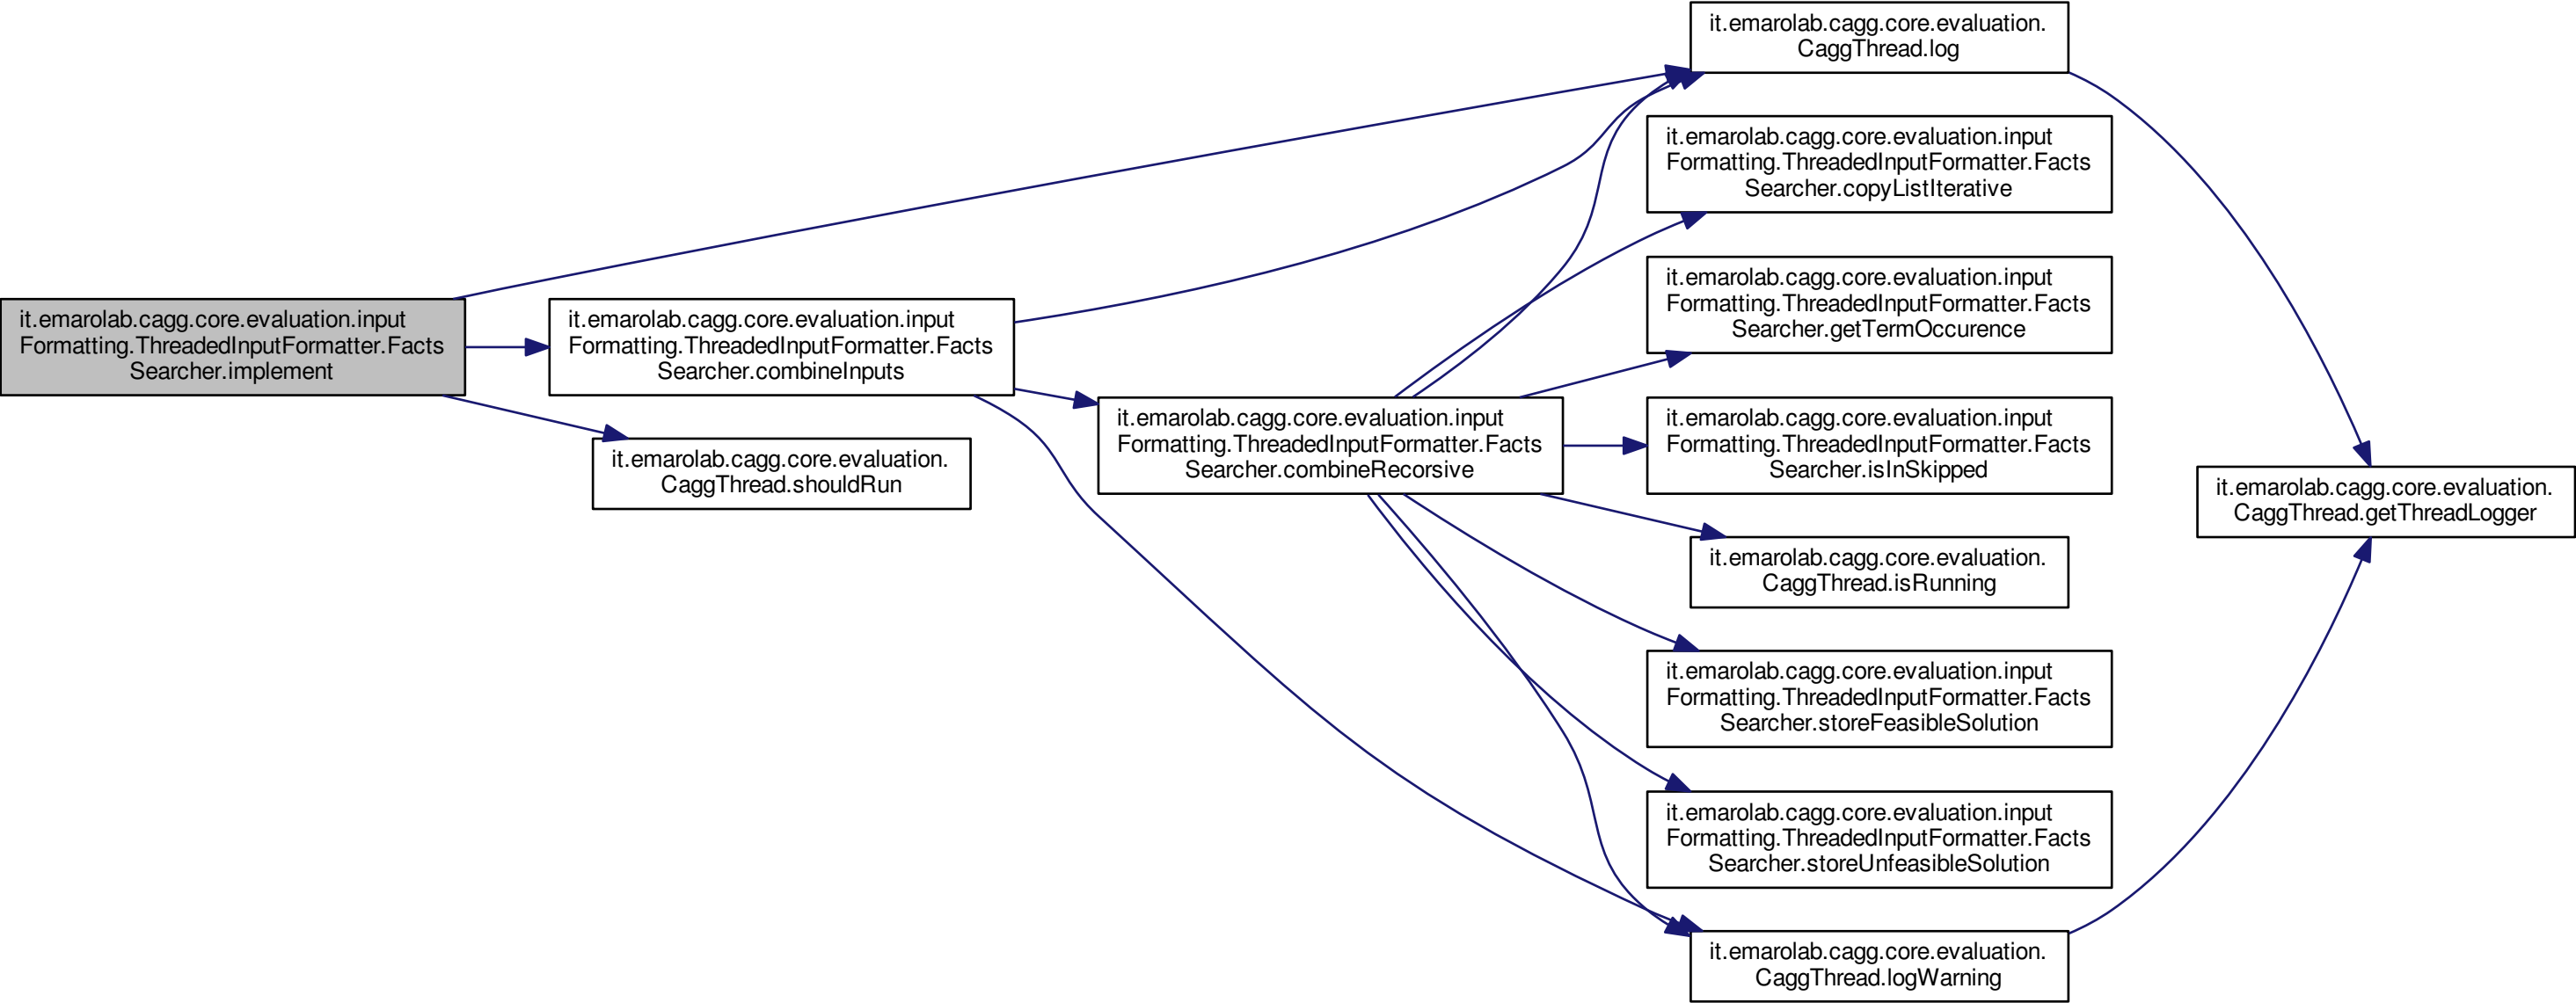 it.emarolab.cagg.core.evaluation.input
Formatting.ThreadedInputFormatter.Facts
Searcher.implement
it.emarolab.cagg.core.evaluation.input
Formatting.ThreadedInputFormatter.Facts
Searcher.combineInputs
it.emarolab.cagg.core.evaluation.
CaggThread.shouldRun
it.emarolab.cagg.core.evaluation.input
Formatting.ThreadedInputFormatter.Facts
Searcher.combineRecorsive
it.emarolab.cagg.core.evaluation.
CaggThread.log
it.emarolab.cagg.core.evaluation.input
Formatting.ThreadedInputFormatter.Facts
Searcher.copyListIterative
it.emarolab.cagg.core.evaluation.input
Formatting.ThreadedInputFormatter.Facts
Searcher.getTermOccurence
it.emarolab.cagg.core.evaluation.input
Formatting.ThreadedInputFormatter.Facts
Searcher.isInSkipped
it.emarolab.cagg.core.evaluation.
CaggThread.isRunning
it.emarolab.cagg.core.evaluation.input
Formatting.ThreadedInputFormatter.Facts
Searcher.storeFeasibleSolution
it.emarolab.cagg.core.evaluation.input
Formatting.ThreadedInputFormatter.Facts
Searcher.storeUnfeasibleSolution
it.emarolab.cagg.core.evaluation.
CaggThread.logWarning
it.emarolab.cagg.core.evaluation.
CaggThread.getThreadLogger